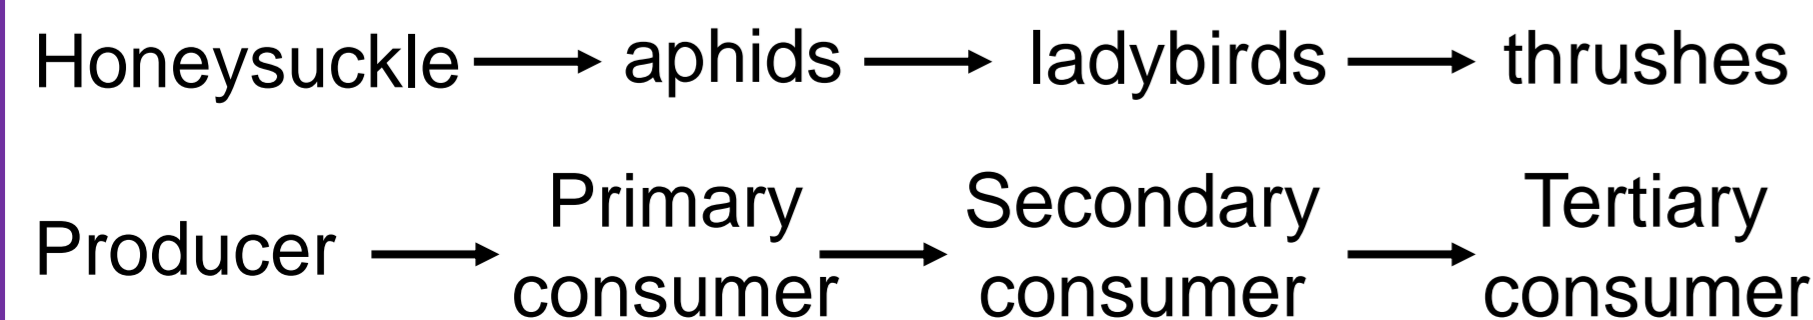 Honeysuckle → aphids → ladybirds → thrushes
Producer → Primary consumer → Secondary consumer → Tertiary consumer